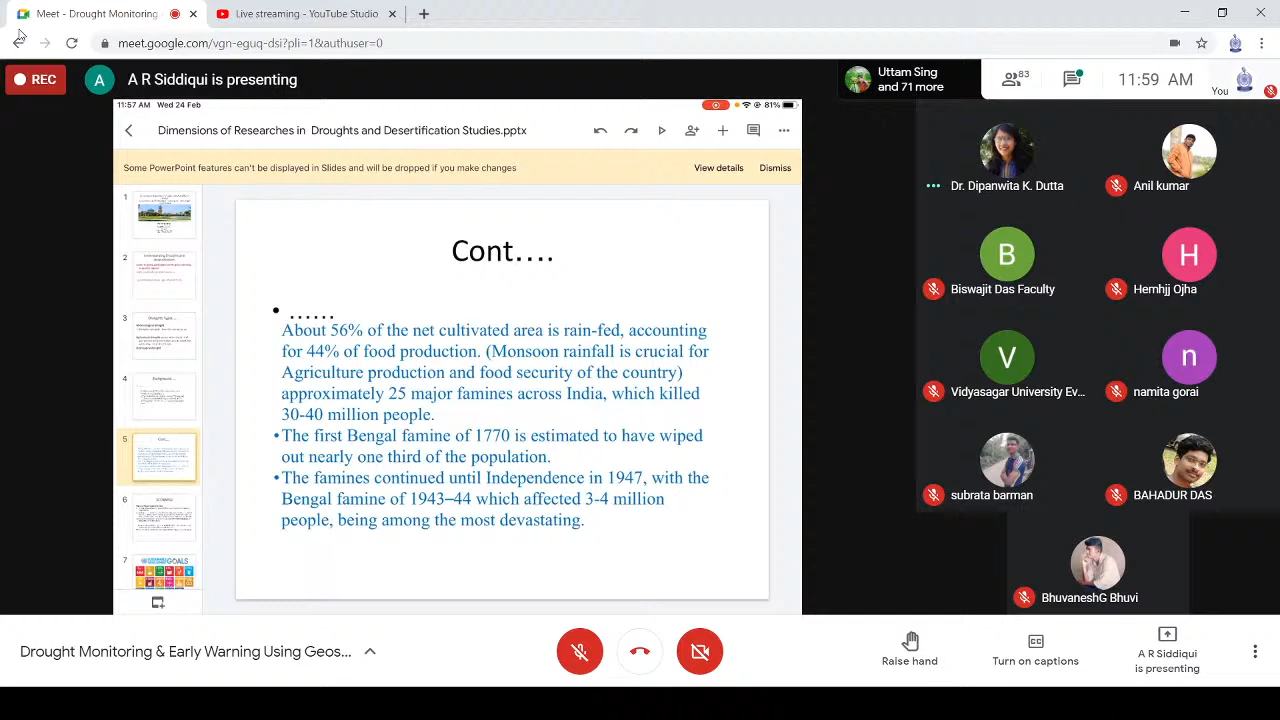 Meet - Drought Monitoring
Live streaming - YouTube Studio
meet.google.com/vgn-eguq-dsi?pli=1&authuser=0
REC
A
A R Siddiqui is presenting
Uttam Sing
and 71 more
83
11:59 AM
You
11:57 AM Wed 24 Feb
81%
Dimensions of Researches in Droughts and Desertification Studies.pptx
Some PowerPoint features can't be displayed in Slides and will be dropped if you make changes
View details
Dismiss
1
2
3
4
5
6
7
GOALS
Cont….
• ......
About 56% of the net cultivated area is rain-fed, accounting
for 44% of food production. (Monsoon rainfall is crucial for
Agriculture production and food security of the country)
approximately 25 major famines across India, which killed
30-40 million people.
•The first Bengal famine of 1770 is estimated to have wiped
out nearly one third of the population.
•The famines continued until Independence in 1947, with the
Bengal famine of 1943–44 which affected 3-4 million
people, being among the most devastating.
Dr. Dipanwita
Anil kumar
B
Biswajit Das Faculty
H
Hemhjj Ojha
V
Vidyasagar University Ev...
n
namita gorai
subrata barman
BAHADUR DAS
BhuvaneshG Bhuvi
Drought Monitoring & Early Warning Using Geos...
Raise hand
Turn on captions
A R Siddiqui
is presenting